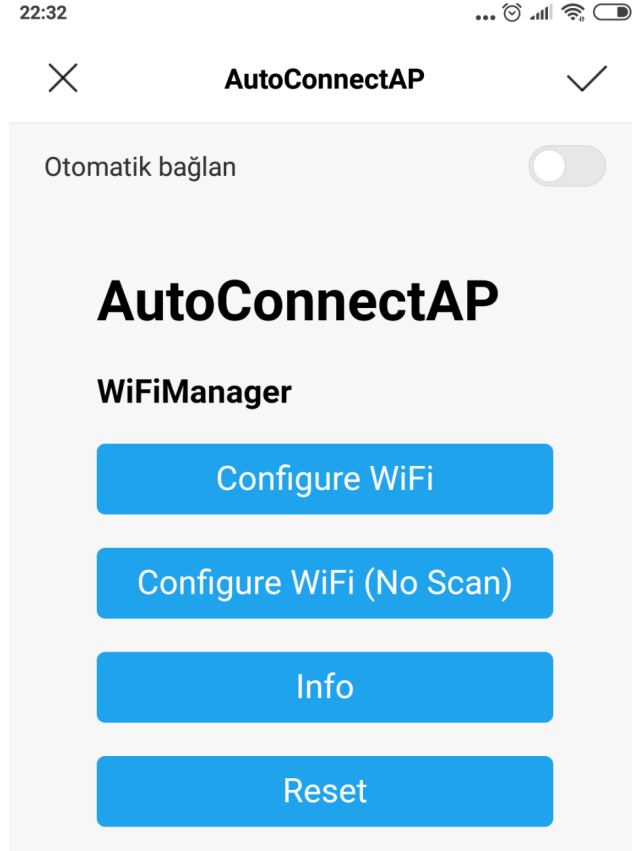 22:32
AutoConnectAP
Otomatik bağlan
AutoConnectAP
WiFiManager
Configure WiFi
Configure WiFi (No Scan)
Info
Reset